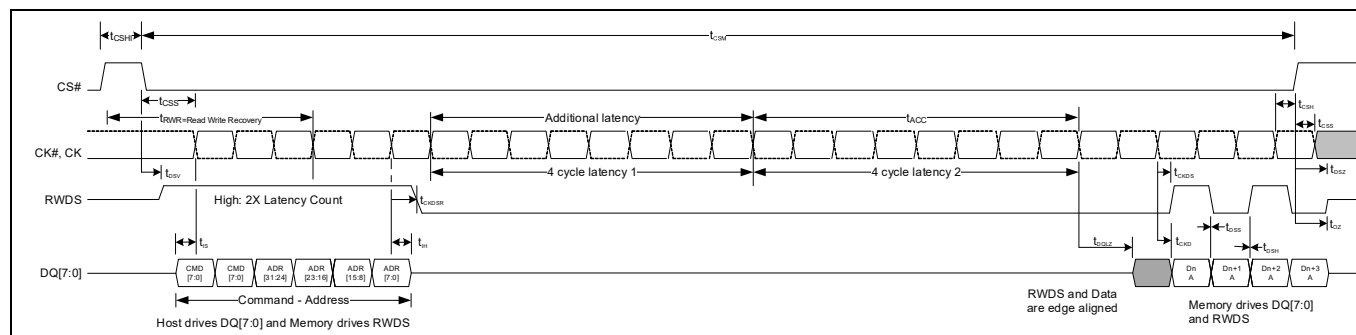 tCSHI
tCSM
CS#
tCSS
tCSH
tRWR=Read Write Recovery
Additional latency
tACC
tCSS
CK#, CK
4 cycle latency 1
4 cycle latency 2
tDSV
tCKDS
tDSZ
RWDS
High: 2X Latency Count
tCKDSR
tOZ
tIS
tIH
tDQLZ
tCKD
tDSS
tDSH
DQ[7:0]
CMD [7:0]
CMD [7:0]
ADR [31:24]
ADR [23:16]
ADR [15:8]
ADR [7:0]
Dn A
Dn+1 A
Dn+2 A
Dn+3 A
Command - Address
RWDS and Data
are edge aligned
Memory drives DQ[7:0]
and RWDS
Host drives DQ[7:0] and Memory drives RWDS